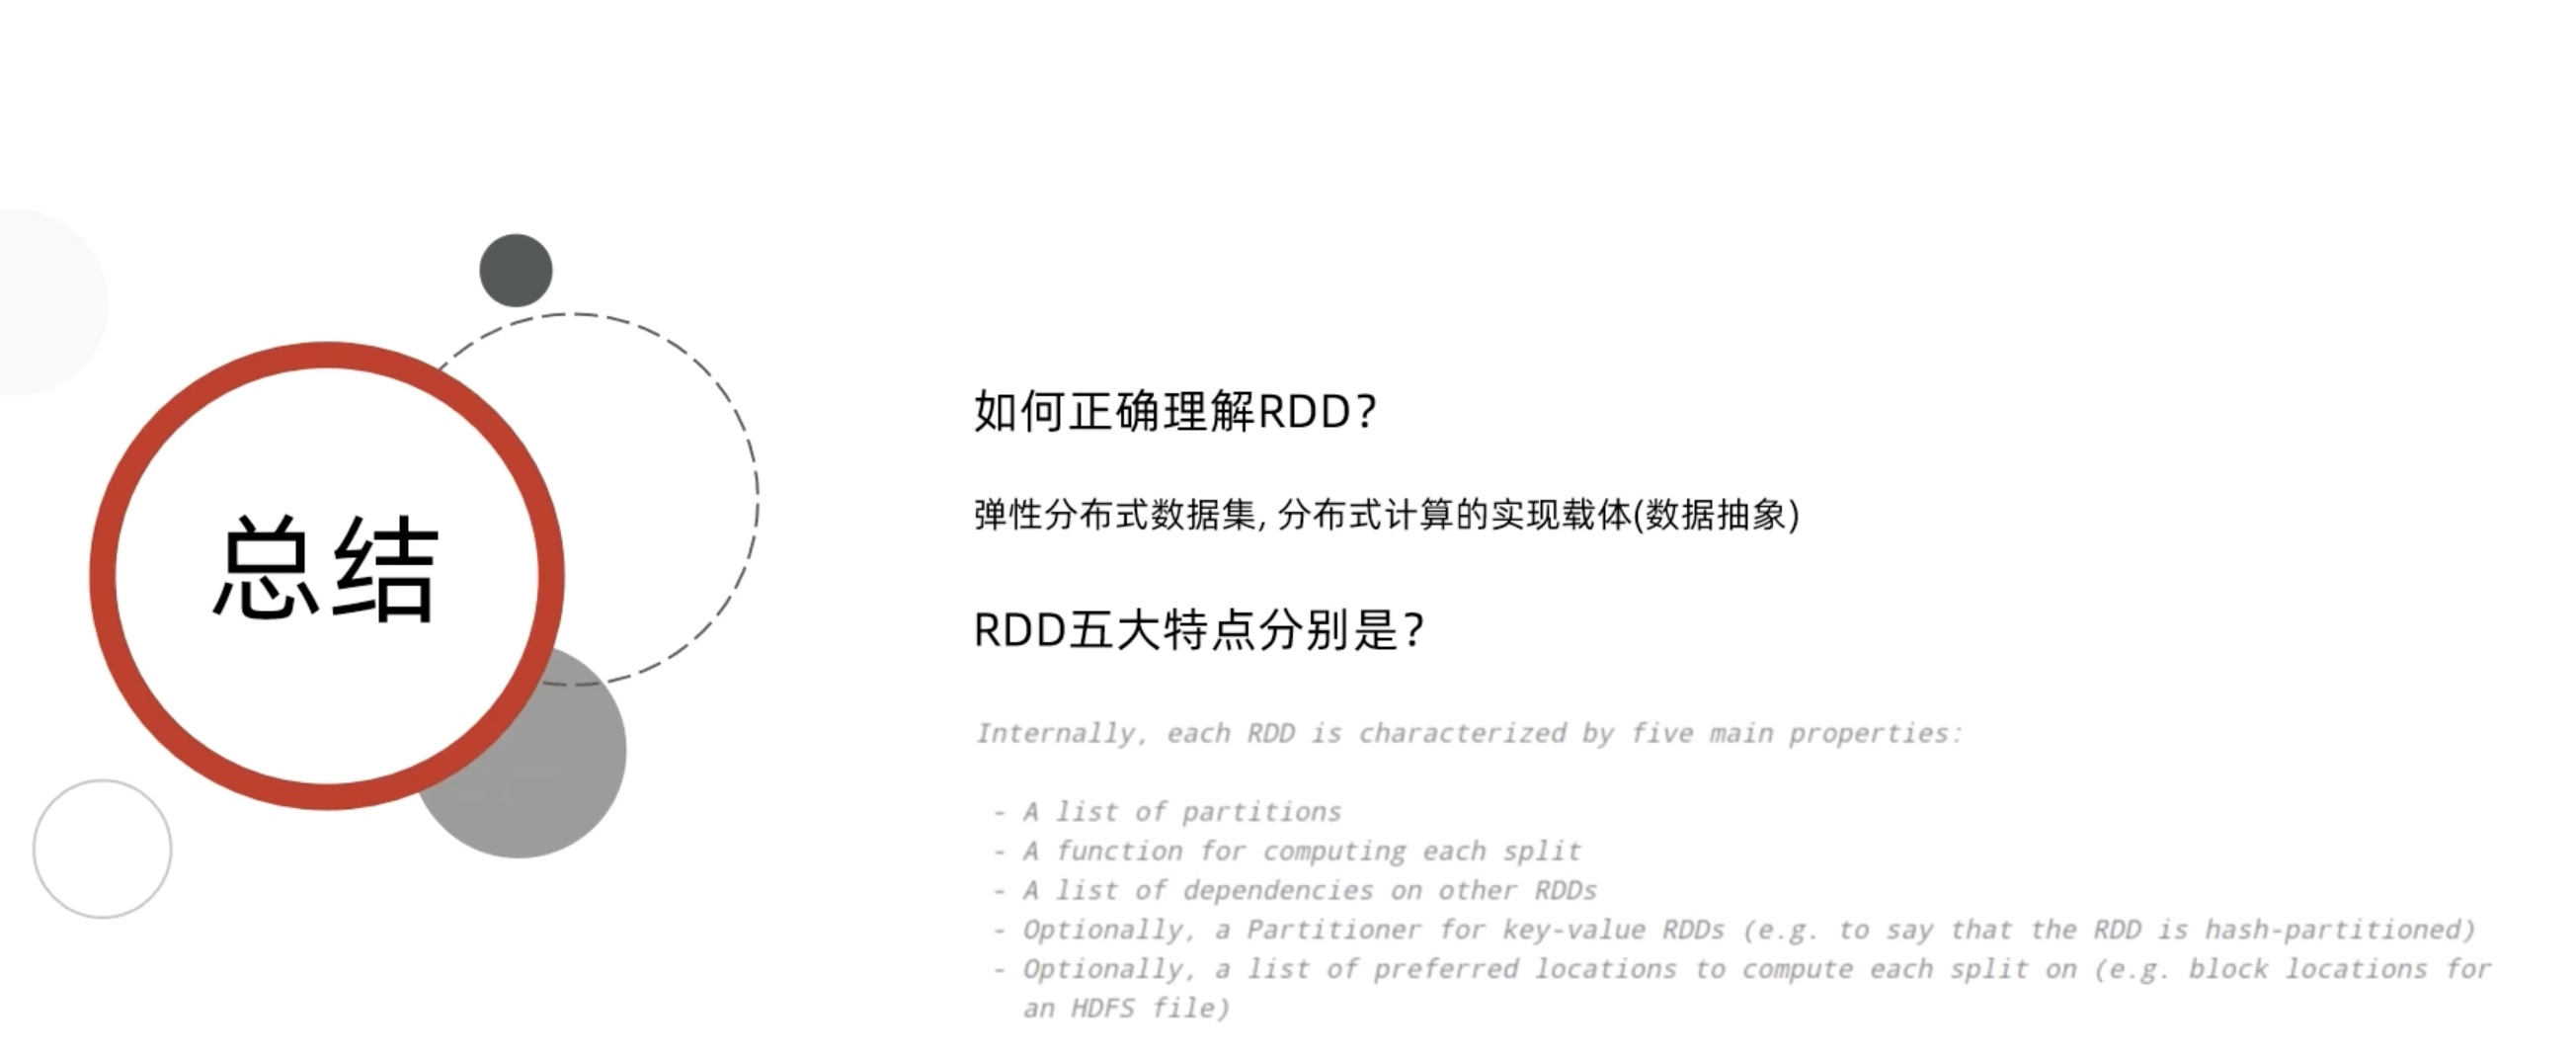 总结
如何正确理解RDD？
弹性分布式数据集, 分布式计算的实现载体(数据抽象)
RDD五大特点分别是？
Internally, each RDD is characterized by five main properties:
- A list of partitions
- A function for computing each split
- A list of dependencies on other RDDs
- Optionally, a Partitioner for key-value RDDs (e.g. to say that the RDD is hash-partitioned)
- Optionally, a list of preferred locations to compute each split on (e.g. block locations for
an HDFS file)